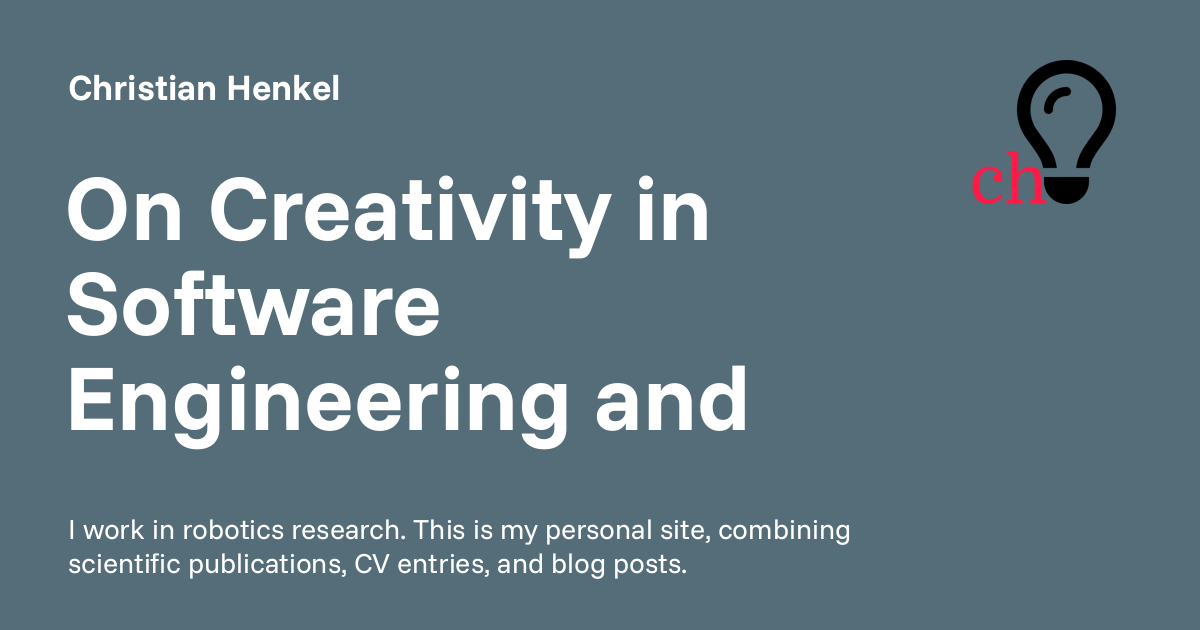 Christian Henkel
ch
On Creativity in
Software
Engineering and
I work in robotics research. This is my personal site, combining
scientific publications, CV entries, and blog posts.